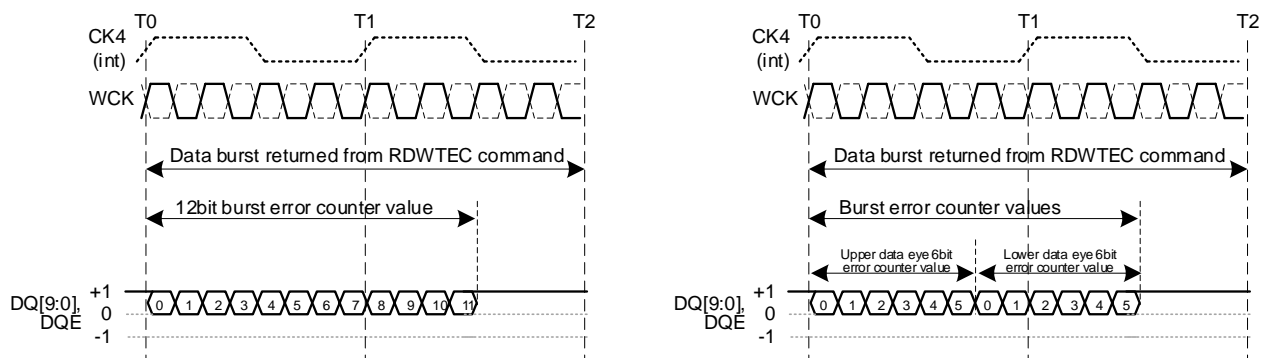 T0 T1 T2
CK4
(int)
WCK
Data burst returned from RDWTEC command
12bit burst error counter value
DQ[9:0],
DQE
+1
0
-1
0 1 2 3 4 5 6 7 8 9 10 11
T0 T1 T2
CK4
(int)
WCK
Data burst returned from RDWTEC command
Burst error counter values
Upper data eye 6bit
error counter value
Lower data eye 6bit
error counter value
DQ[9:0],
DQE
+1
0
-1
0 1 2 3 4 5 0 1 2 3 4 5